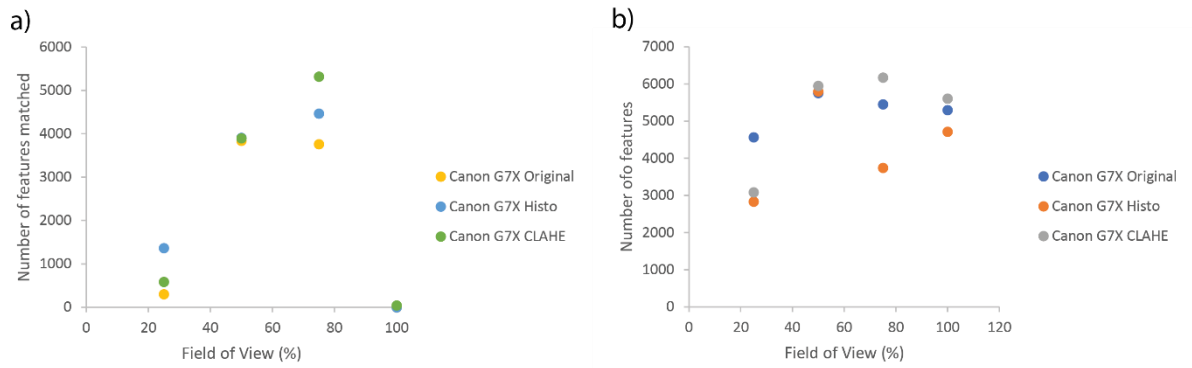 a)
Number of features matched
6000
5000
4000
3000
2000
1000
0
0 20 40 60 80 100
Field of View (%)
Canon G7X Original
Canon G7X Histo
Canon G7X CLAHE
b)
Number ofo features
7000
6000
5000
4000
3000
2000
1000
0
0 20 40 60 80 100 120
Field of View (%)
Canon G7X Original
Canon G7X Histo
Canon G7X CLAHE